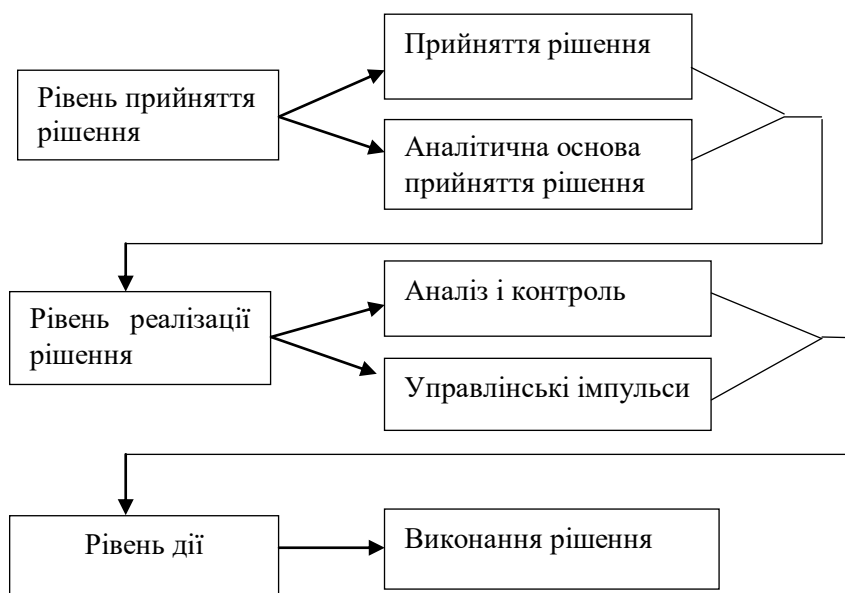 Прийняття рішення
Рівень прийняття
рішення
Аналітична основа
прийняття рішення
Аналіз і контроль
Рівень реалізації
рішення
Управлінські імпульси
Рівень дії
Виконання рішення